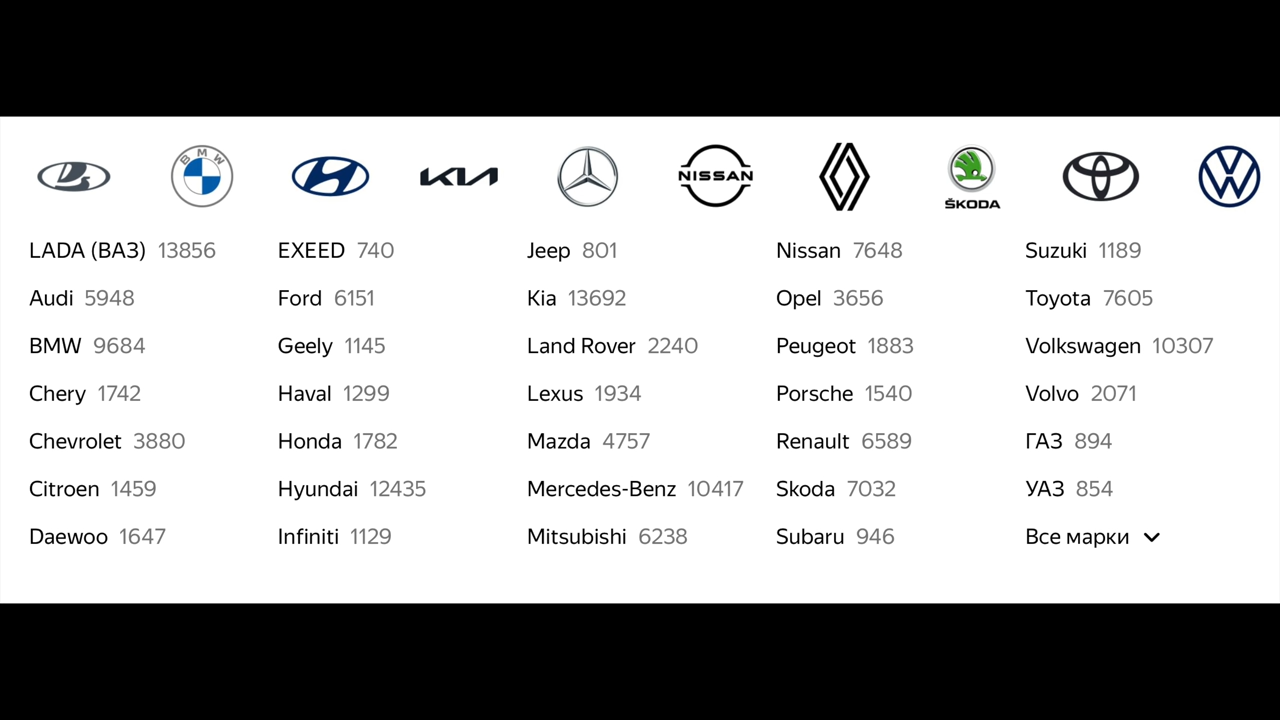 BMW
NISSAN
ŠKODA
LADA (ВАЗ) 13856
Audi 5948
BMW 9684
Chery 1742
Chevrolet 3880
Citroen 1459
Daewoo 1647
EXEED 740
Ford 6151
Geely 1145
Haval 1299
Honda 1782
Hyundai 12435
Infiniti 1129
Jeep 801
Kia 13692
Land Rover 2240
Lexus 1934
Mazda 4757
Mercedes-Benz 10417
Mitsubishi 6238
Nissan 7648
Opel 3656
Peugeot 1883
Porsche 1540
Renault 6589
Skoda 7032
Subaru 946
Suzuki 1189
Toyota 7605
Volkswagen 10307
Volvo 2071
ГАЗ 894
УАЗ 854
Все марки